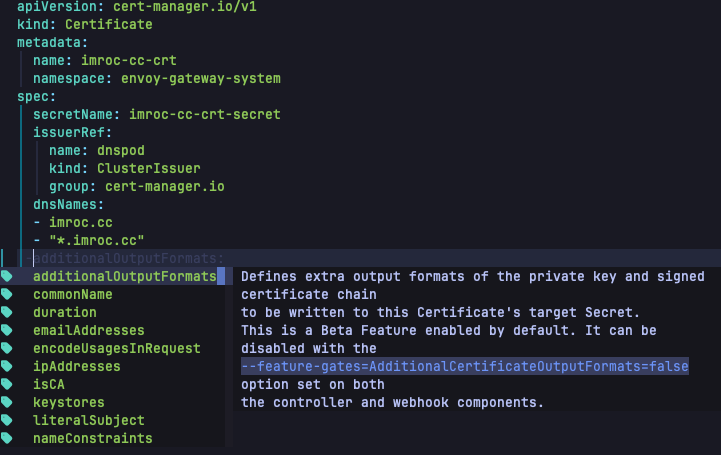 apiVersion: cert-manager.io/v1
kind: Certificate
metadata:
  name: imroc-cc-crt
  namespace: envoy-gateway-system
spec:
  secretName: imroc-cc-crt-secret
  issuerRef:
    name: dnspod
    kind: ClusterIssuer
    group: cert-manager.io
  dnsNames:
  - imroc.cc
  - "*.imroc.cc"
  additionalOutputFormats:
additionalOutputFormats
commonName
duration
emailAddresses
encodeUsagesInRequest
ipAddresses
isCA
keystores
literalSubject
nameConstraints
Defines extra output formats of the private key and signed
certificate chain
to be written to this Certificate's target Secret.
This is a Beta Feature enabled by default. It can be
disabled with the
--feature-gates=AdditionalCertificateOutputFormats=false
option set on both
the controller and webhook components.